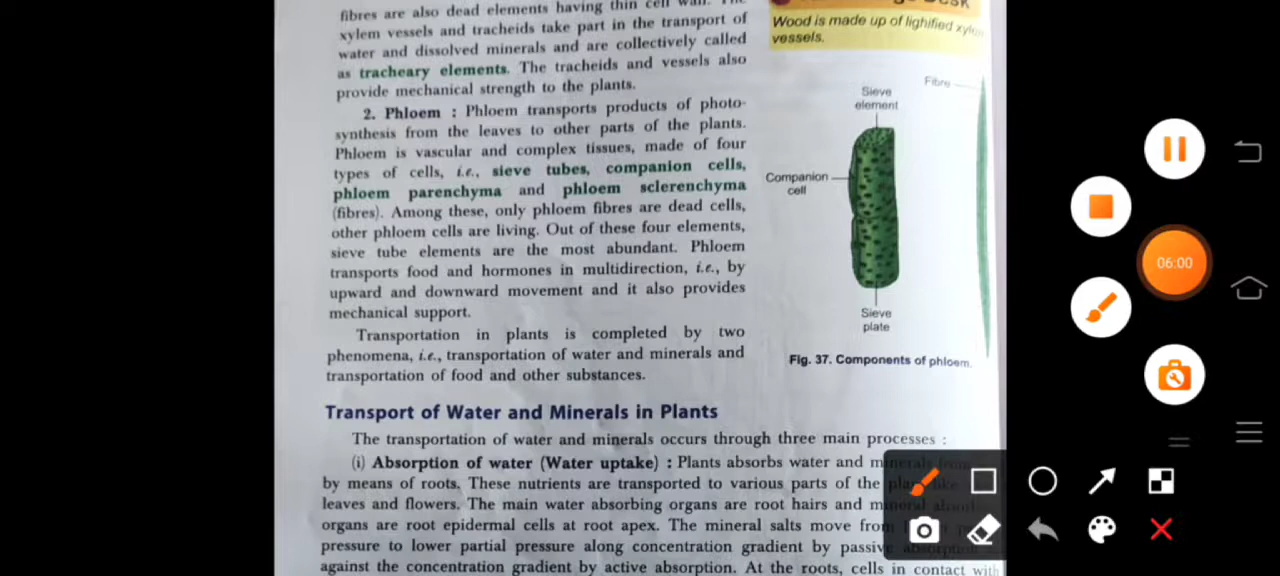 fibres are also dead elements having thin cell wall. The
xylem vessels and tracheids take part in the transport of
water and dissolved minerals and are collectively called
as tracheary elements. The tracheids and vessels also
provide mechanical strength to the plants.
2. Phloem : Phloem transports products of photo-
synthesis from the leaves to other parts of the plants.
Phloem is vascular and complex tissues, made of four
types of cells, i.e., sieve tubes, companion cells,
phloem parenchyma and phloem sclerenchyma
(fibres). Among these, only phloem fibres are dead cells,
other phloem cells are living. Out of these four elements,
sieve tube elements are the most abundant. Phloem
transports food and hormones in multidirection, i.e., by
upward and downward movement and it also provides
mechanical support.
Transportation in plants is completed by two
phenomena, i.e., transportation of water and minerals and
transportation of food and other substances.
Desk
Wood is made up of lighified xylem
vessels.
Fibre
Sieve
element
Companion
cell
Sieve
plate
Fig. 37. Components of phloem.
Transport of Water and Minerals in Plants
The transportation of water and minerals occurs through three main processes :
(i) Absorption of water (Water uptake) : Plants absorbs water and minerals from
by means of roots. These nutrients are transported to various parts of the plant like
leaves and flowers. The main water absorbing organs are root hairs and mineral
organs are root epidermal cells at root apex. The mineral salts move from
pressure to lower partial pressure along concentration gradient by passive absorption
against the concentration gradient by active absorption. At the roots, cells in contact with
06:00